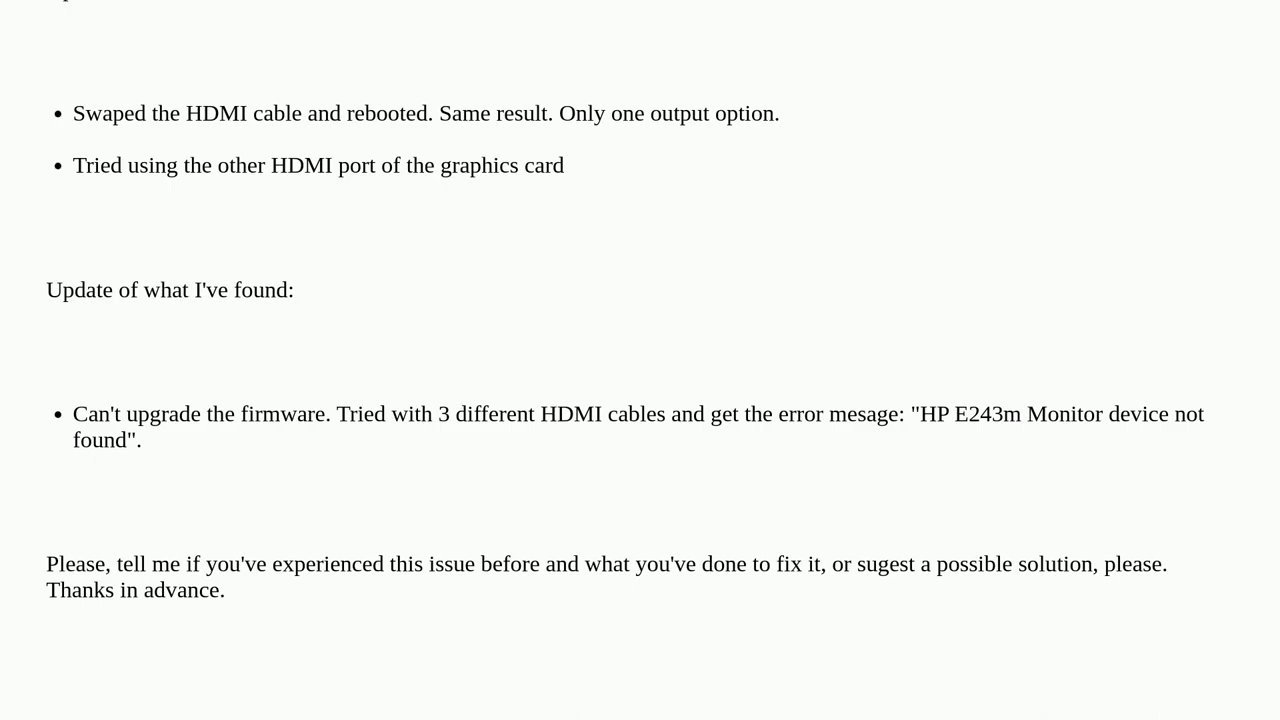 Swaped the HDMI cable and rebooted. Same result. Only one output option.
Tried using the other HDMI port of the graphics card
Update of what I've found:
Can't upgrade the firmware. Tried with 3 different HDMI cables and get the error mesage: "HP E243m Monitor device not
found".
Please, tell me if you've experienced this issue before and what you've done to fix it, or sugest a possible solution, please.
Thanks in advance.